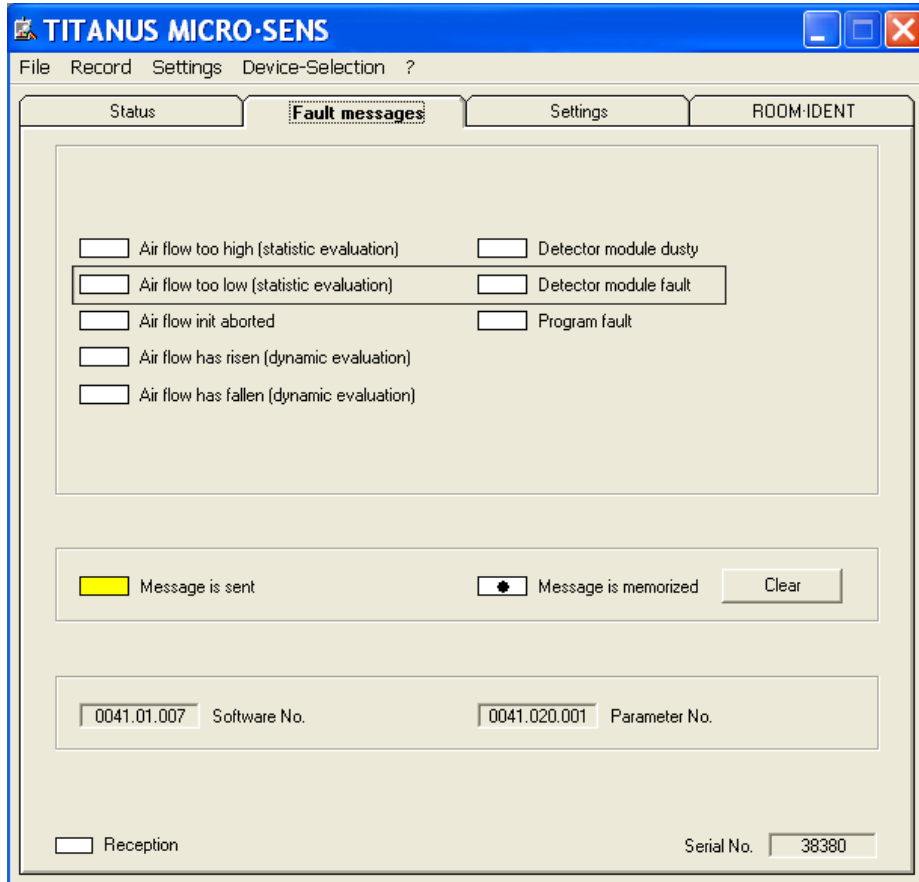 TITANUS MICRO·SENS
File Record Settings Device-Selection ?
Status Fault messages Settings ROOM·IDENT
Air flow too high (statistic evaluation) Detector module dusty
Air flow too low (statistic evaluation) Detector module fault
Air flow init aborted Program fault
Air flow has risen (dynamic evaluation)
Air flow has fallen (dynamic evaluation)
Message is sent Message is memorized Clear
0041.01.007 Software No. 0041.020.001 Parameter No.
Reception Serial No. 38380